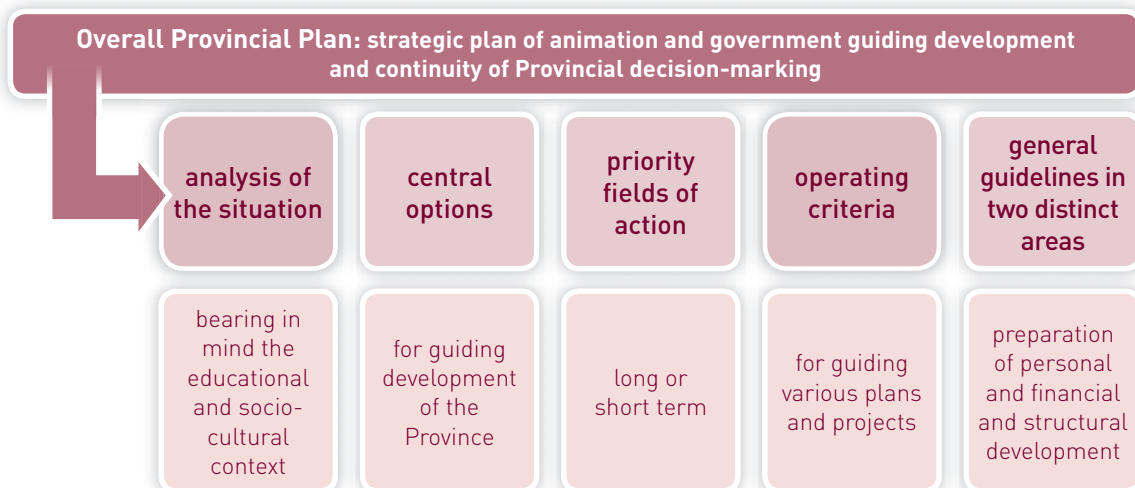 Overall Provincial Plan: strategic plan of animation and government guiding development
and continuity of Provincial decision-marking
analysis of
the situation
central
options
priority
fields of
action
operating
criteria
general
guidelines in
two distinct
areas
bearing in
mind the
educational
and socio-
cultural
context
for guiding
development
of the
Province
long or
short term
for guiding
various plans
and projects
preparation
of personal
and financial
and structural
development